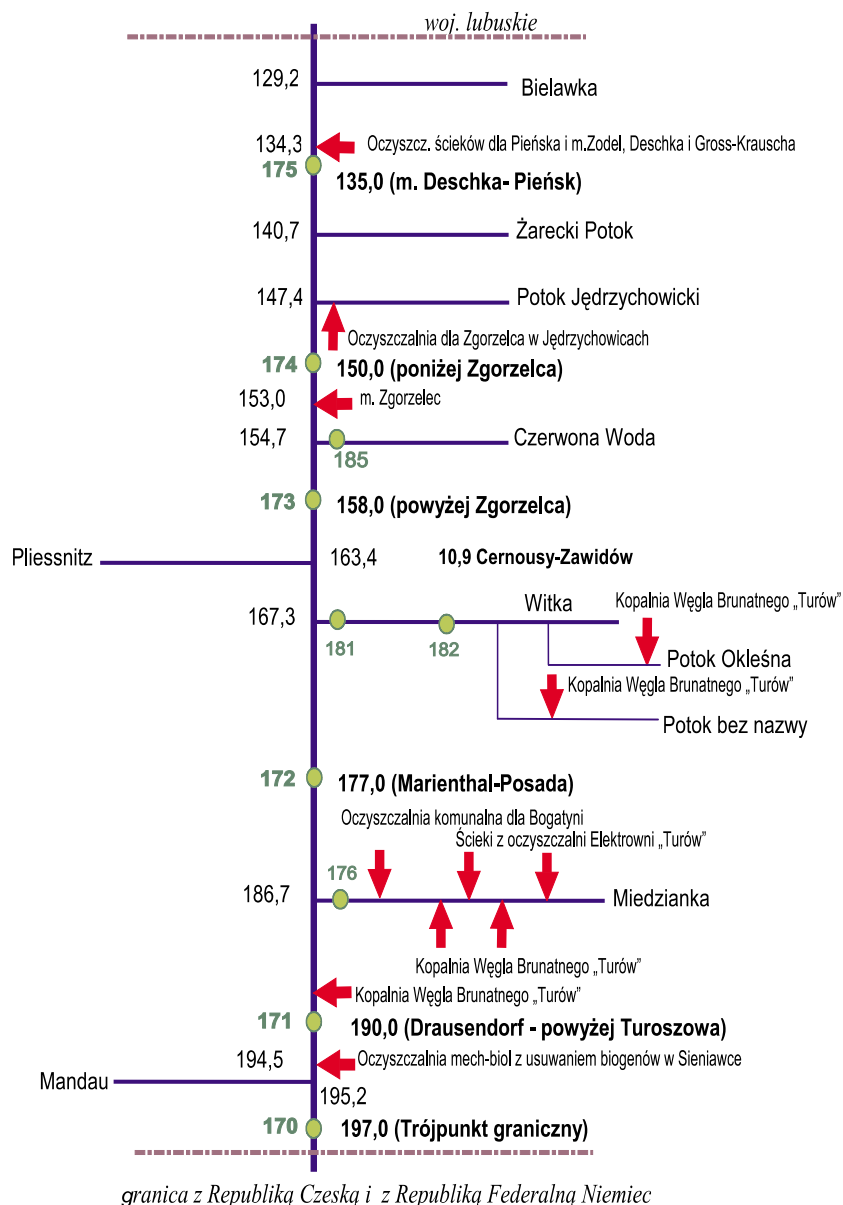 woj. lubuskie
129,2
Bielawka
134,3
Oczyszcz. ścieków dla Pieńska i m.Zodel, Deschka i Gross-Krauscha
175
135,0 (m. Deschka- Pieńsk)
140,7
Żarecki Potok
147,4
Potok Jędrzychowicki
Oczyszczalnia dla Zgorzelca w Jędrzychowicach
174
150,0 (poniżej Zgorzelca)
153,0
m. Zgorzelec
154,7
Czerwona Woda
185
173
158,0 (powyżej Zgorzelca)
Pliessnitz
163,4
10,9 Cernousy-Zawidów
Witka
Kopalnia Węgla Brunatnego „Turów”
167,3
181
182
Potok Okleśna
Kopalnia Węgla Brunatnego „Turów”
Potok bez nazwy
172
177,0 (Marienthal-Posada)
Oczyszczalnia komunalna dla Bogatyni
Ścieki z oczyszczalni Elektrowni „Turów”
176
186,7
Miedzianka
Kopalnia Węgla Brunatnego „Turów”
Kopalnia Węgla Brunatnego „Turów”
171
190,0 (Drausendorf - powyżej Turoszowa)
194,5
Oczyszczalnia mech-biol z usuwaniem biogenów w Sieniawce
Mandau
195,2
170
197,0 (Trójpunkt graniczny)
granica z Republiką Czeską i z Republiką Federalną Niemiec